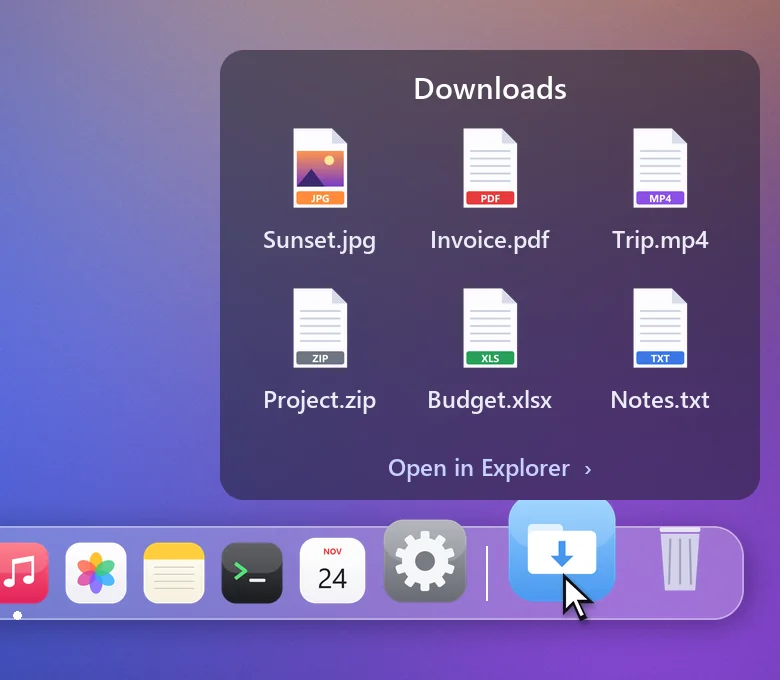 Downloads
JPG
PDF
MP4
Sunset.jpg
Invoice.pdf
Trip.mp4
ZIP
XLS
TXT
Project.zip
Budget.xlsx
Notes.txt
Open in Explorer ›
NOV
24